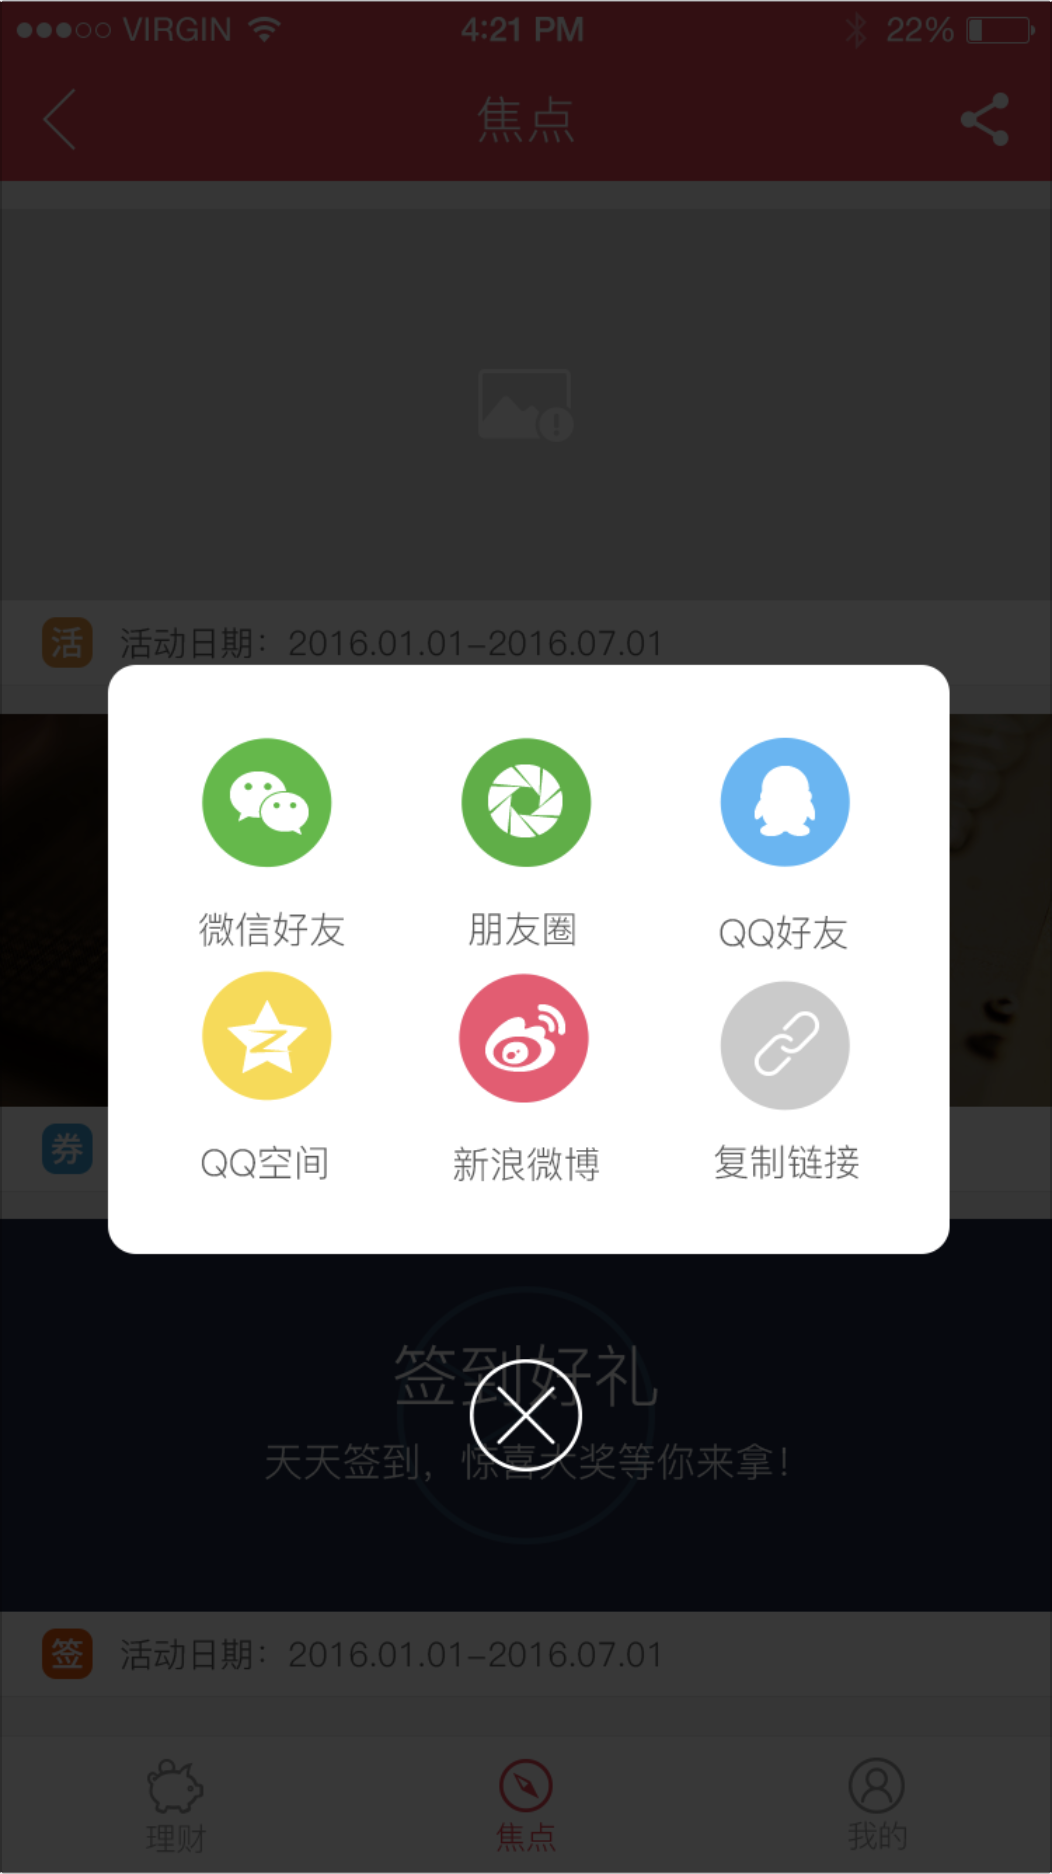 VIRGIN 4:21 PM 22%
焦点
活 活动日期：2016.01.01-2016.07.01
微信好友 朋友圈 QQ好友
QQ空间 新浪微博 复制链接
券
签到好礼
天天签到，惊喜大奖等你来拿！
签 活动日期：2016.01.01-2016.07.01
理财 焦点 我的